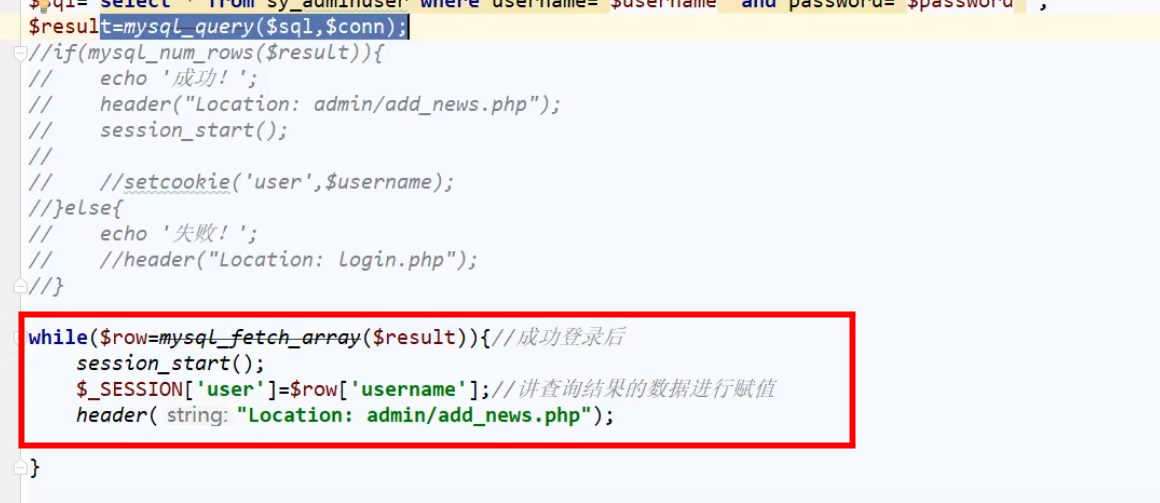 $sql=' select * from sy_adminuser where username='$username' and password='$password' ';
$result=mysql_query($sql,$conn);
//if(mysql_num_rows($result)){
//    echo '成功！';
//    header("Location: admin/add_news.php");
//    session_start();
//
//    //setcookie('user',$username);
//}else{
//    echo '失败！';
//    //header("Location: login.php");
//}
while($row=mysql_fetch_array($result)){//成功登录后
session_start();
$_SESSION['user']=$row['username'];//讲查询结果的数据进行赋值
header( string: "Location: admin/add_news.php");
}